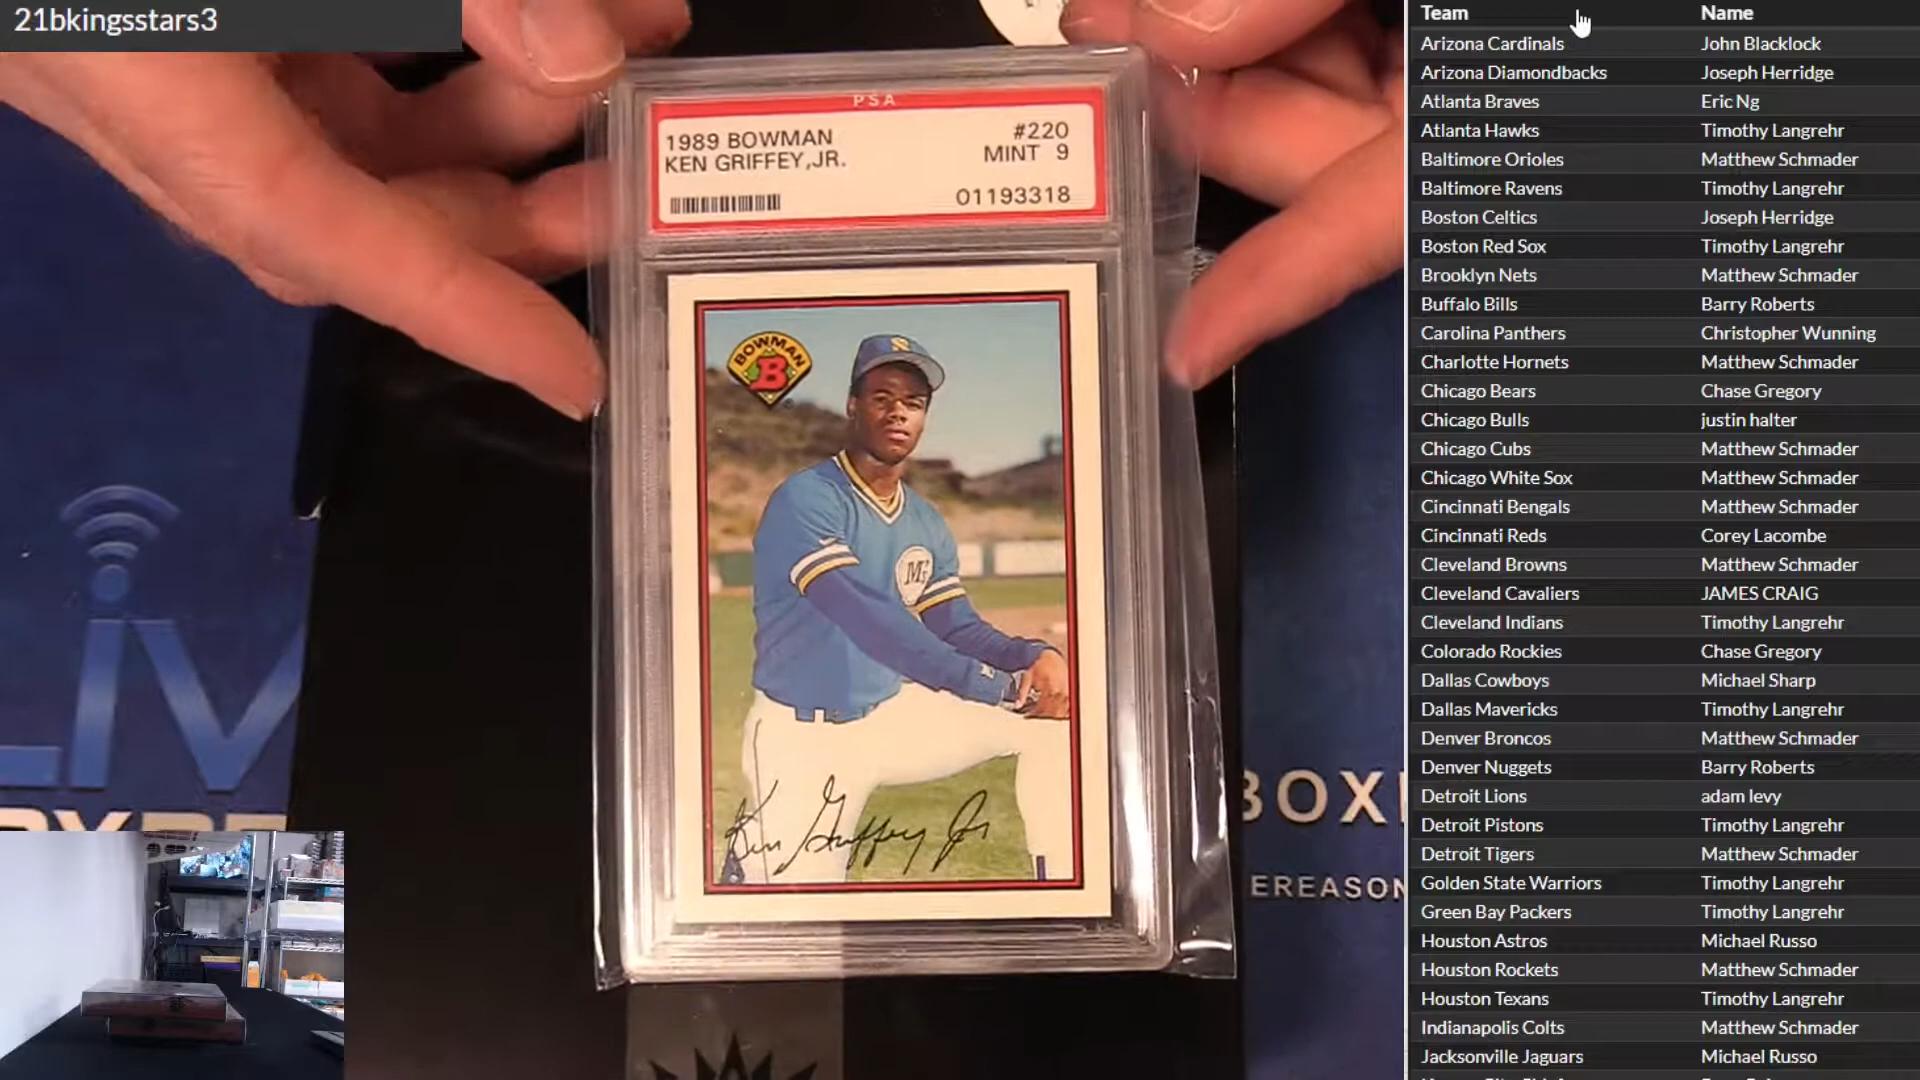 21bkingsstars3
PSA
1989 BOWMAN #220
KEN GRIFFEY,JR. MINT 9
01193318
BOWMAN
B
S
Ken Griffey Jr
LIV
BOX
EREASON
Team Name
Arizona Cardinals John Blacklock
Arizona Diamondbacks Joseph Herridge
Atlanta Braves Eric Ng
Atlanta Hawks Timothy Langrehr
Baltimore Orioles Matthew Schmader
Baltimore Ravens Timothy Langrehr
Boston Celtics Joseph Herridge
Boston Red Sox Timothy Langrehr
Brooklyn Nets Matthew Schmader
Buffalo Bills Barry Roberts
Carolina Panthers Christopher Wunning
Charlotte Hornets Matthew Schmader
Chicago Bears Chase Gregory
Chicago Bulls justin halter
Chicago Cubs Matthew Schmader
Chicago White Sox Matthew Schmader
Cincinnati Bengals Matthew Schmader
Cincinnati Reds Corey Lacombe
Cleveland Browns Matthew Schmader
Cleveland Cavaliers JAMES CRAIG
Cleveland Indians Timothy Langrehr
Colorado Rockies Chase Gregory
Dallas Cowboys Michael Sharp
Dallas Mavericks Timothy Langrehr
Denver Broncos Matthew Schmader
Denver Nuggets Barry Roberts
Detroit Lions adam levy
Detroit Pistons Timothy Langrehr
Detroit Tigers Matthew Schmader
Golden State Warriors Timothy Langrehr
Green Bay Packers Timothy Langrehr
Houston Astros Michael Russo
Houston Rockets Matthew Schmader
Houston Texans Timothy Langrehr
Indianapolis Colts Matthew Schmader
Jacksonville Jaguars Michael Russo